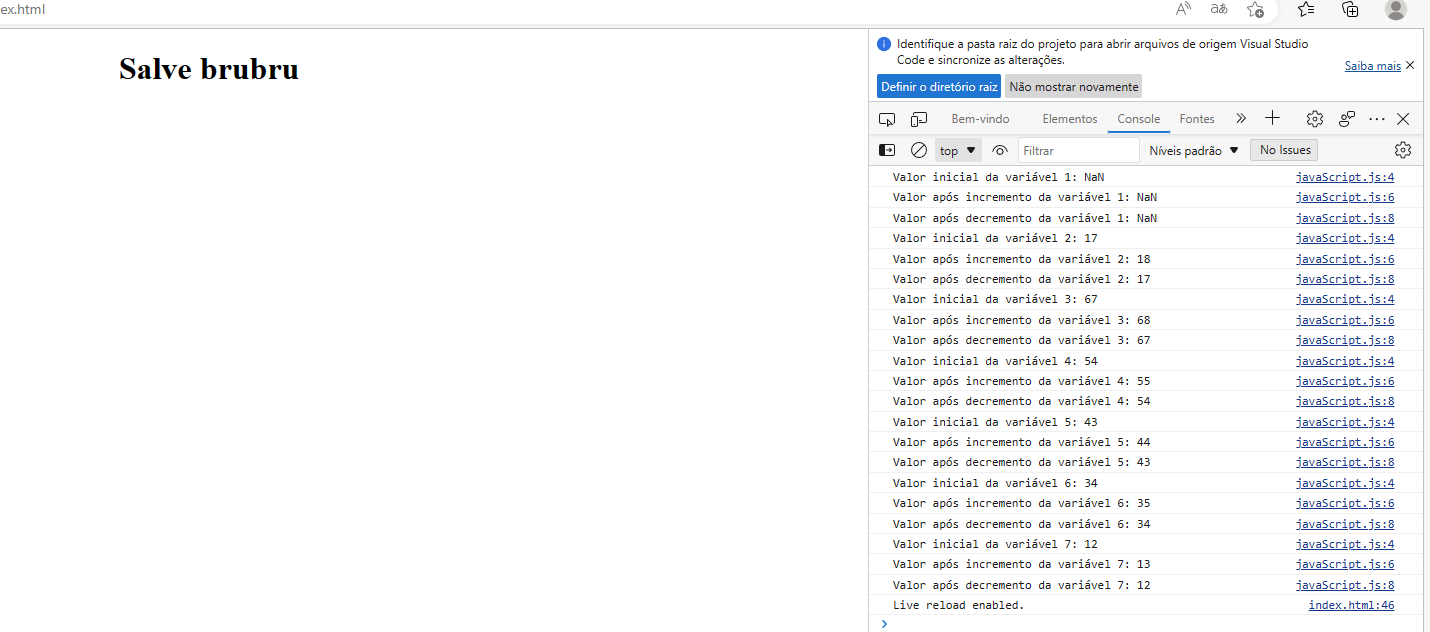 ex.html
Salve brubru
Identifique a pasta raiz do projeto para abrir arquivos de origem Visual Studio
Code e sincronize as alterações.
Saiba mais
Definir o diretório raiz Não mostrar novamente
Bem-vindo Elementos Console Fontes
top Filtrar Níveis padrão No Issues
Valor inicial da variável 1: NaN javaScript.js:4
Valor após incremento da variável 1: NaN javaScript.js:6
Valor após decremento da variável 1: NaN javaScript.js:8
Valor inicial da variável 2: 17 javaScript.js:4
Valor após incremento da variável 2: 18 javaScript.js:6
Valor após decremento da variável 2: 17 javaScript.js:8
Valor inicial da variável 3: 67 javaScript.js:4
Valor após incremento da variável 3: 68 javaScript.js:6
Valor após decremento da variável 3: 67 javaScript.js:8
Valor inicial da variável 4: 54 javaScript.js:4
Valor após incremento da variável 4: 55 javaScript.js:6
Valor após decremento da variável 4: 54 javaScript.js:8
Valor inicial da variável 5: 43 javaScript.js:4
Valor após incremento da variável 5: 44 javaScript.js:6
Valor após decremento da variável 5: 43 javaScript.js:8
Valor inicial da variável 6: 34 javaScript.js:4
Valor após incremento da variável 6: 35 javaScript.js:6
Valor após decremento da variável 6: 34 javaScript.js:8
Valor inicial da variável 7: 12 javaScript.js:4
Valor após incremento da variável 7: 13 javaScript.js:6
Valor após decremento da variável 7: 12 javaScript.js:8
Live reload enabled. index.html:46